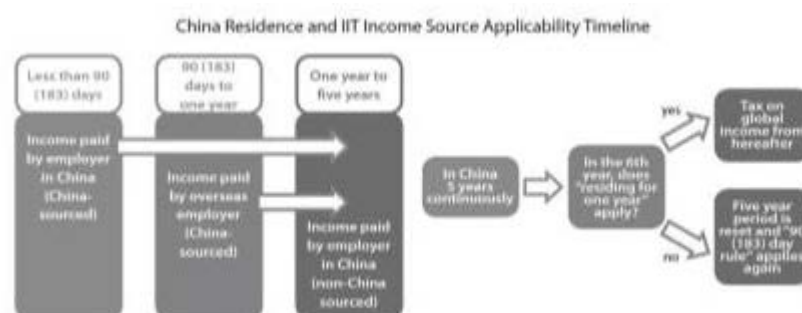 China Residence and IIT Income Source Applicability Timeline
Less than 90
(183) days
90 (183)
days to
one year
One year to
five years
Income paid
by employer
in China
(China-
sourced)
Income paid
by overseas
employer
(China-
sourced)
Income paid
by employer
in China
(non-China
sourced)
In China
5 years
continuously
In the 6th
year, does
"residing for
one year"
apply?
yes
no
Tax on
global
income from
hereafter
Five year
period is
reset and "90
(183) day
rule" applies
again